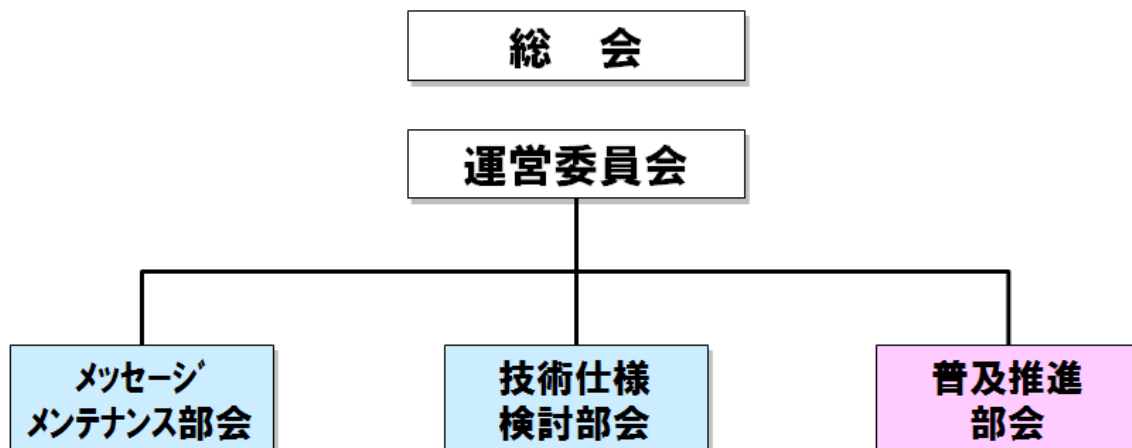 総　会
運営委員会
メッセージ
メンテナンス部会
技術仕様
検討部会
普及推進
部会